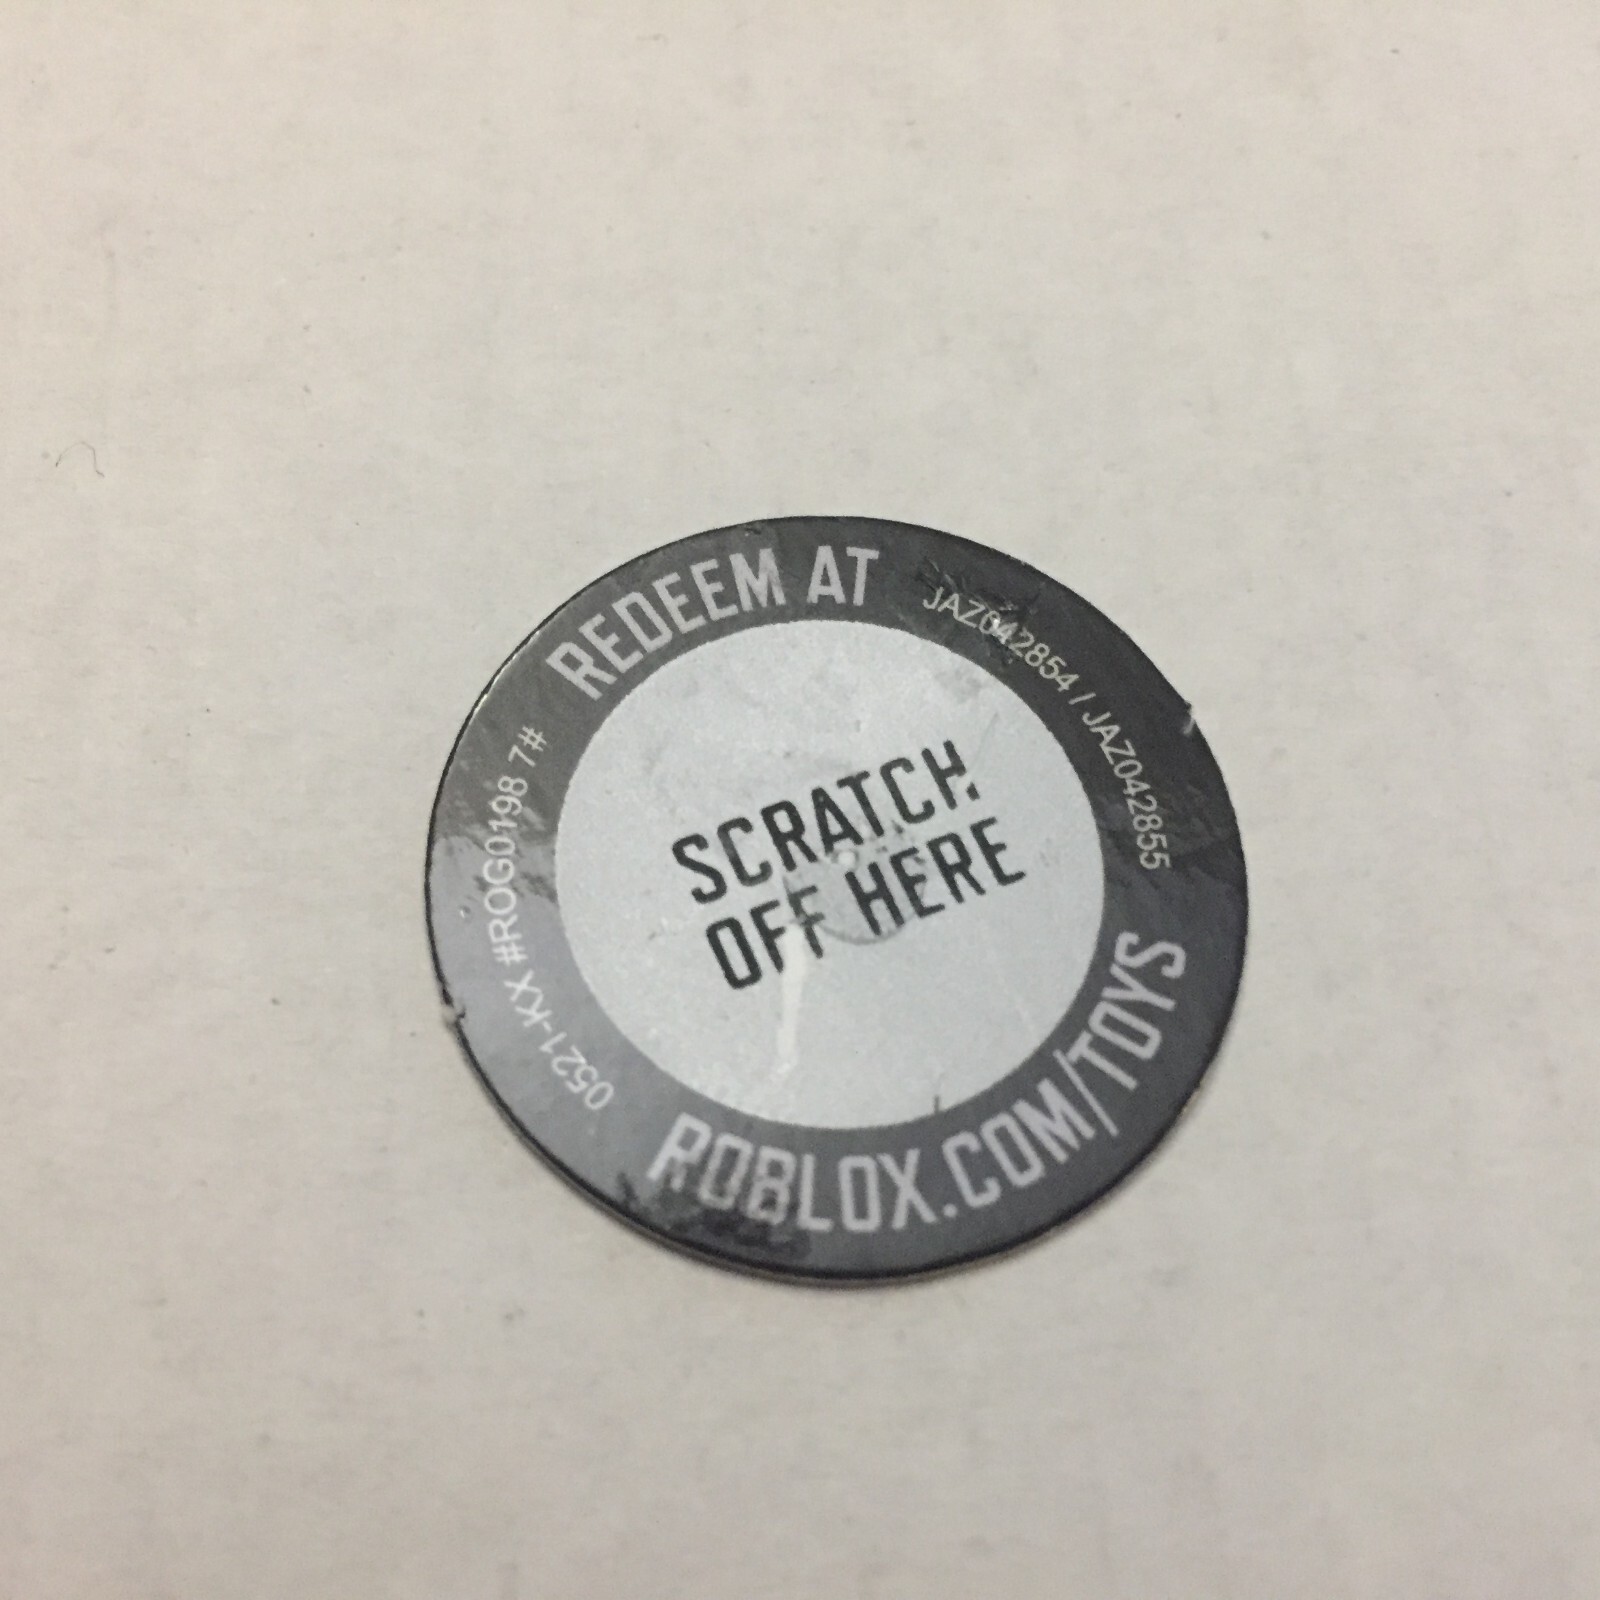 REDEEM AT
JAZ042854 / JAZ042855
SCRATCH
OFF HERE
0521-KX #ROG0198 7#
ROBLOX.COM/TOYS